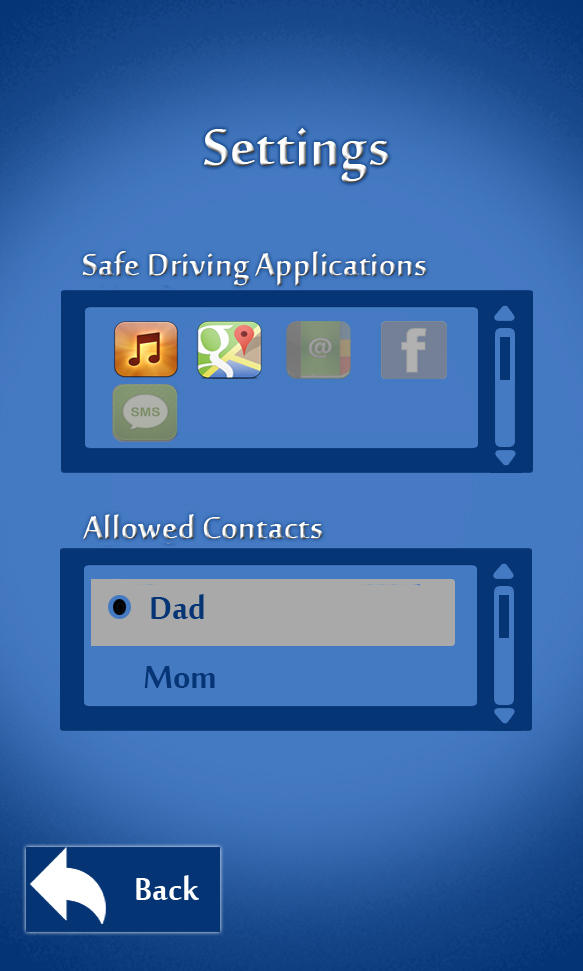 Settings
Safe Driving Applications
@ f
SMS
Allowed Contacts
Dad
Mom
Back